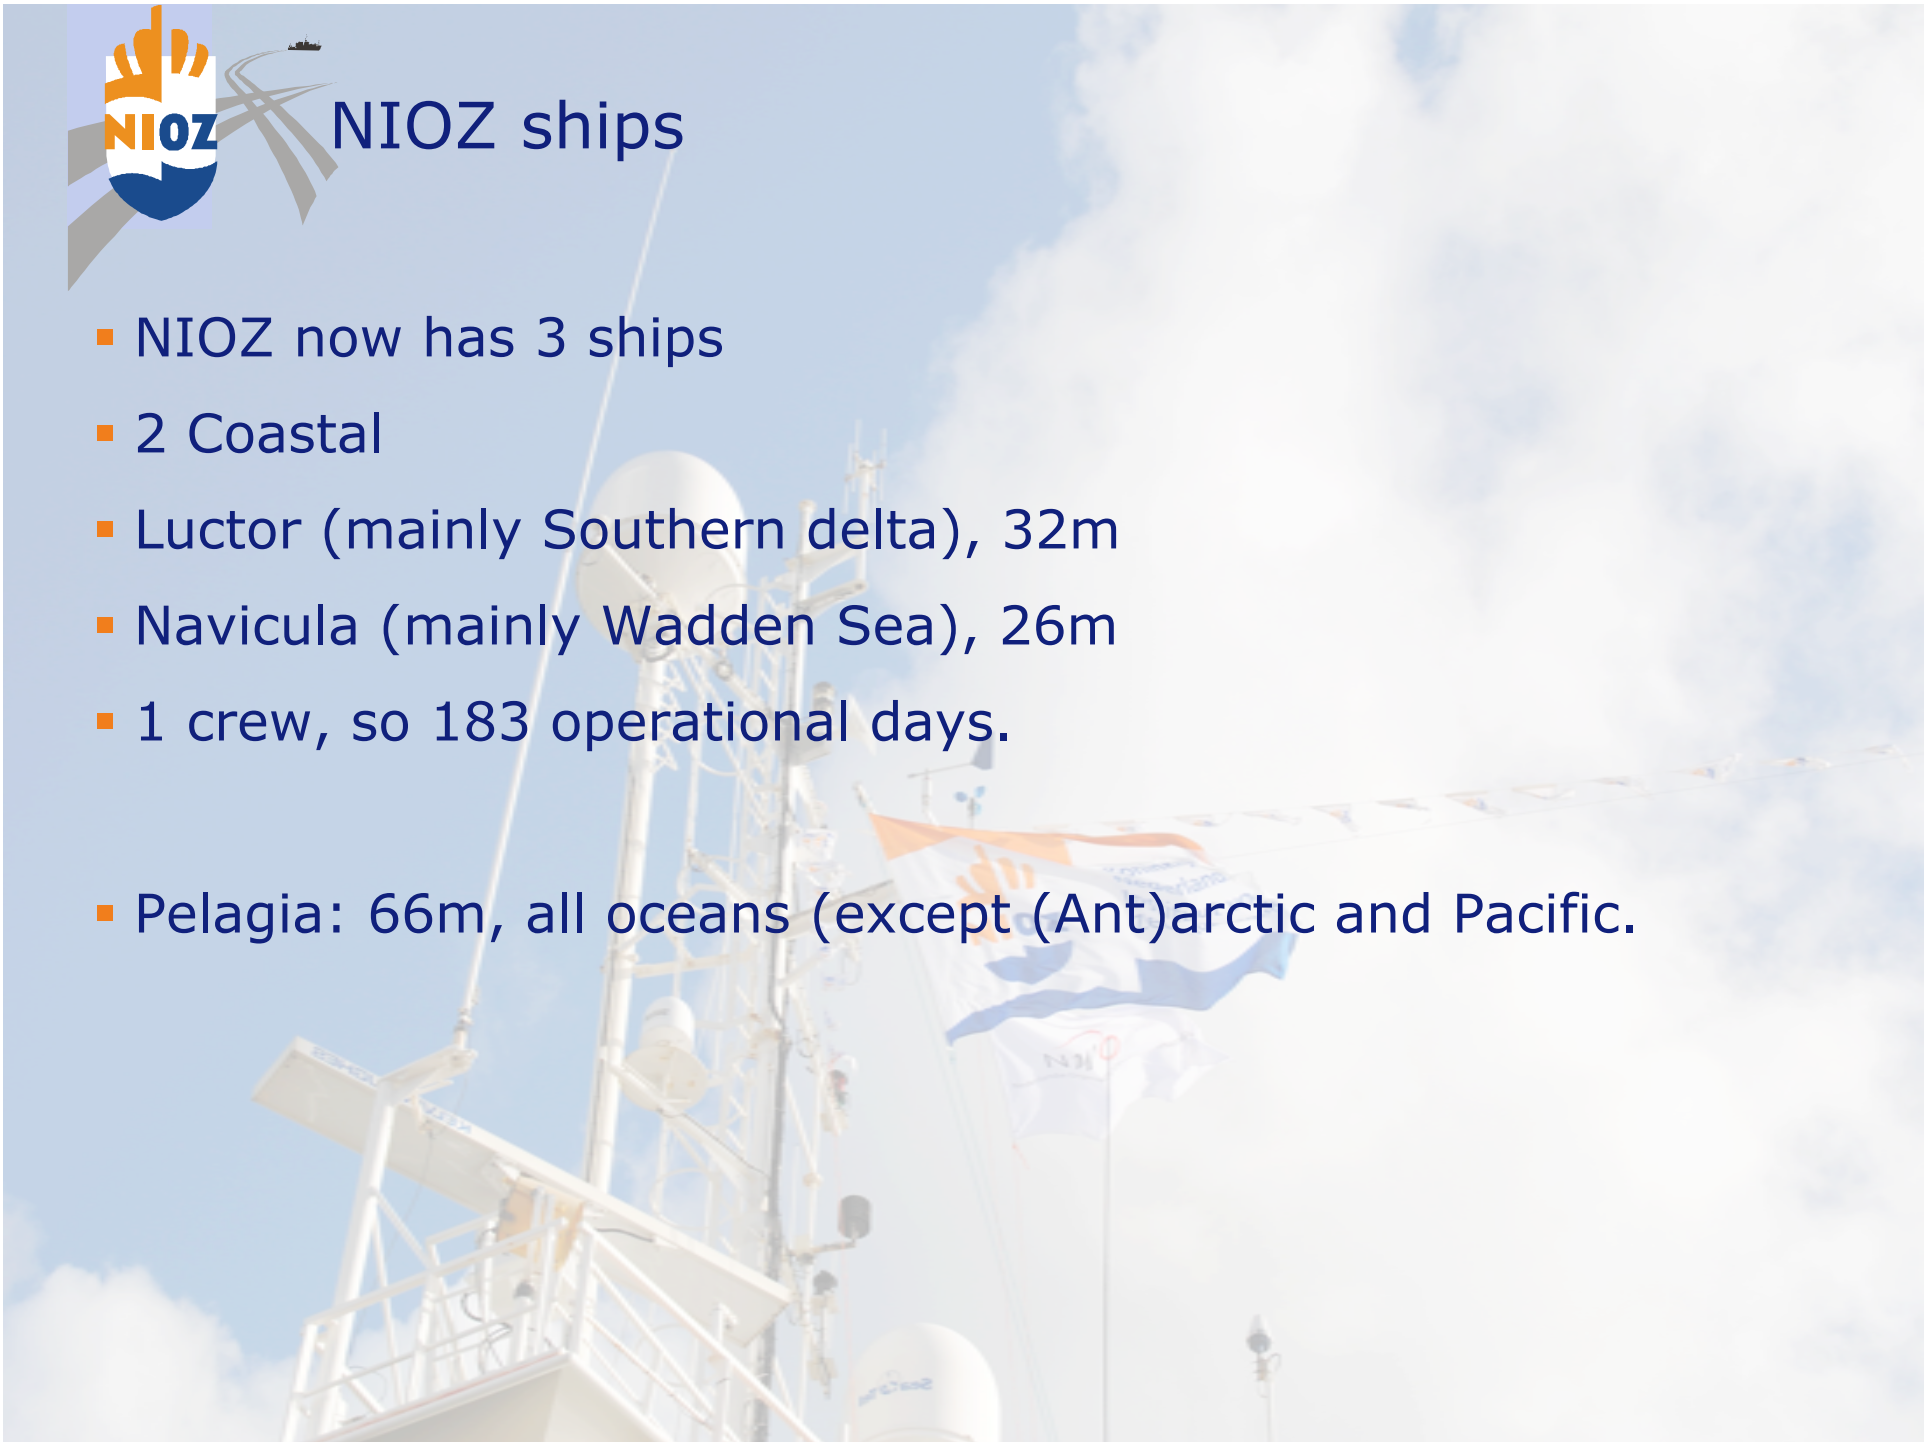 NIOZ
NIOZ ships
NIOZ now has 3 ships
2 Coastal
Luctor (mainly Southern delta), 32m
Navicula (mainly Wadden Sea), 26m
1 crew, so 183 operational days.
Pelagia: 66m, all oceans (except (Ant)arctic and Pacific.